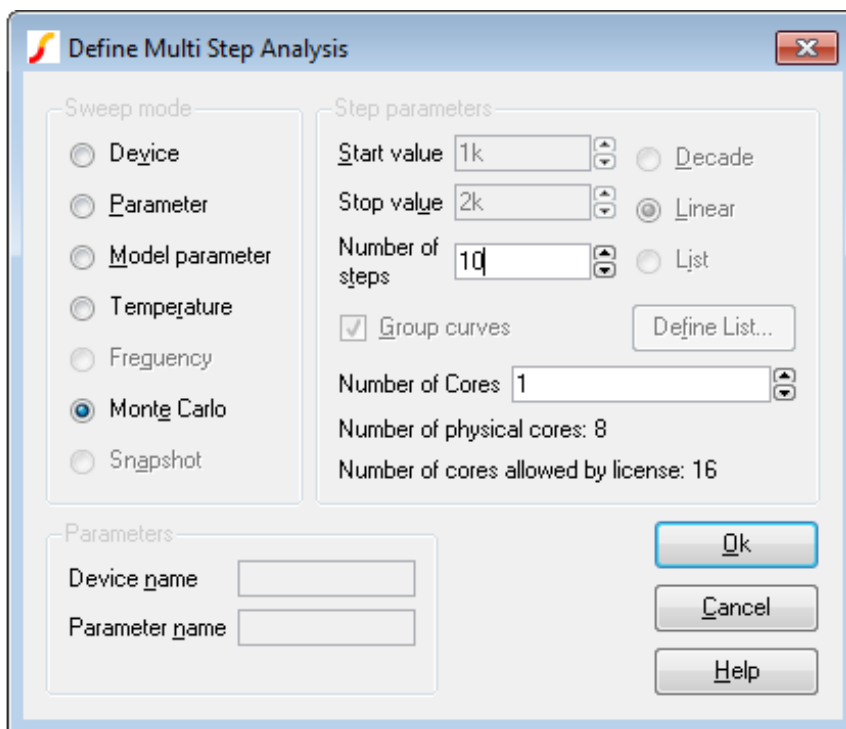 Define Multi Step Analysis
Sweep mode
Device
Parameter
Model parameter
Temperature
Freguency
Monte Carlo
Snapshot
Step parameters
Start value 1k
Stop value 2k
Number of
steps 10
Decade
Linear
List
Group curves
Define List...
Number of Cores 1
Number of physical cores: 8
Number of cores allowed by license: 16
Parameters
Device name
Parameter name
Ok
Cancel
Help